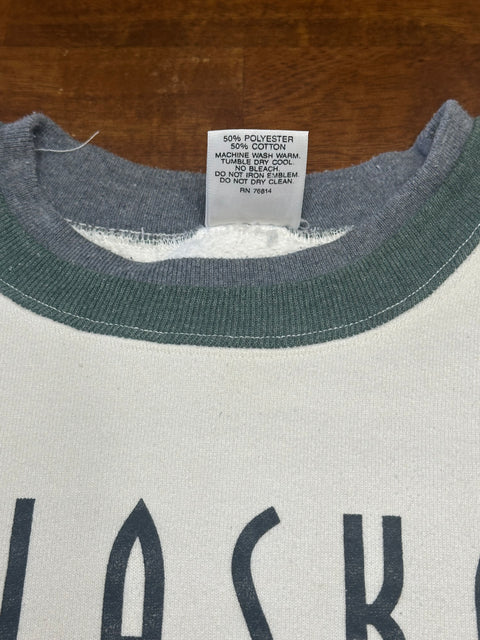 50% POLYESTER
50% COTTON
MACHINE WASH WARM.
TUMBLE DRY COOL.
NO BLEACH.
DO NOT IRON EMBLEM.
DO NOT DRY CLEAN.
RN 76814
ASK